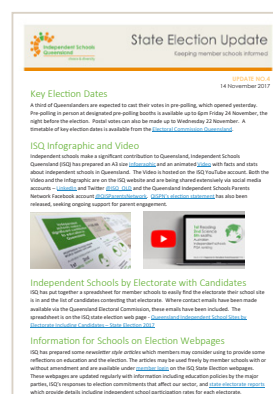 Independent Schools
Queensland
State Election Update
Keeping member schools informed
UPDATE NO.4
14 November 2017
Key Election Dates
A third of Queenslanders are expected to cast their votes in pre-polling, which opened yesterday.
Pre-polling in person at designated pre-polling booths is available up to 6pm Friday 24 November, the
night before the election. Postal votes can also be made up to Wednesday 22 November. A
timetable of key election dates is available from the Electoral Commission Queensland.
ISQ Infographic and Video
Independent schools make a significant contribution to Queensland, Independent Schools
Queensland (ISQ) has prepared an A3 size Infographic and an animated Video with facts and stats
about independent schools in Queensland. The Video is hosted on the ISQ YouTube account. Both the
Video and the Infographic are on the ISQ website and are being shared extensively via social media
accounts – LinkedIn and Twitter @ISQ_QLD and the Queensland Independent Schools Parents
Network Facebook account @QISParentsNetwork. QISPN's election statement has also been
released, seeking ongoing support for parent engagement.
Independent Schools by Electorate with Candidates
ISQ has put together a spreadsheet for member schools to easily find the electorate their school site
is in and the list of candidates contesting that electorate. Where contact emails have been made
available via the Queensland Electoral Commission, these emails have been included. The
spreadsheet is on the ISQ state election web page - Queensland Independent School Sites by
Electorate including Candidates – State Election 2017
Information for Schools on Election Webpages
ISQ has prepared some newsletter style articles which members may consider using to provide some
reflections on education and the election. The articles may be used freely by member schools with or
without amendment and are available under member login on the ISQ State Election webpages.
These webpages are updated regularly with information including education policies by the major
parties, ISQ's responses to election commitments that affect our sector, and state electorate reports
which provide details including independent school participation rates for each electorate.